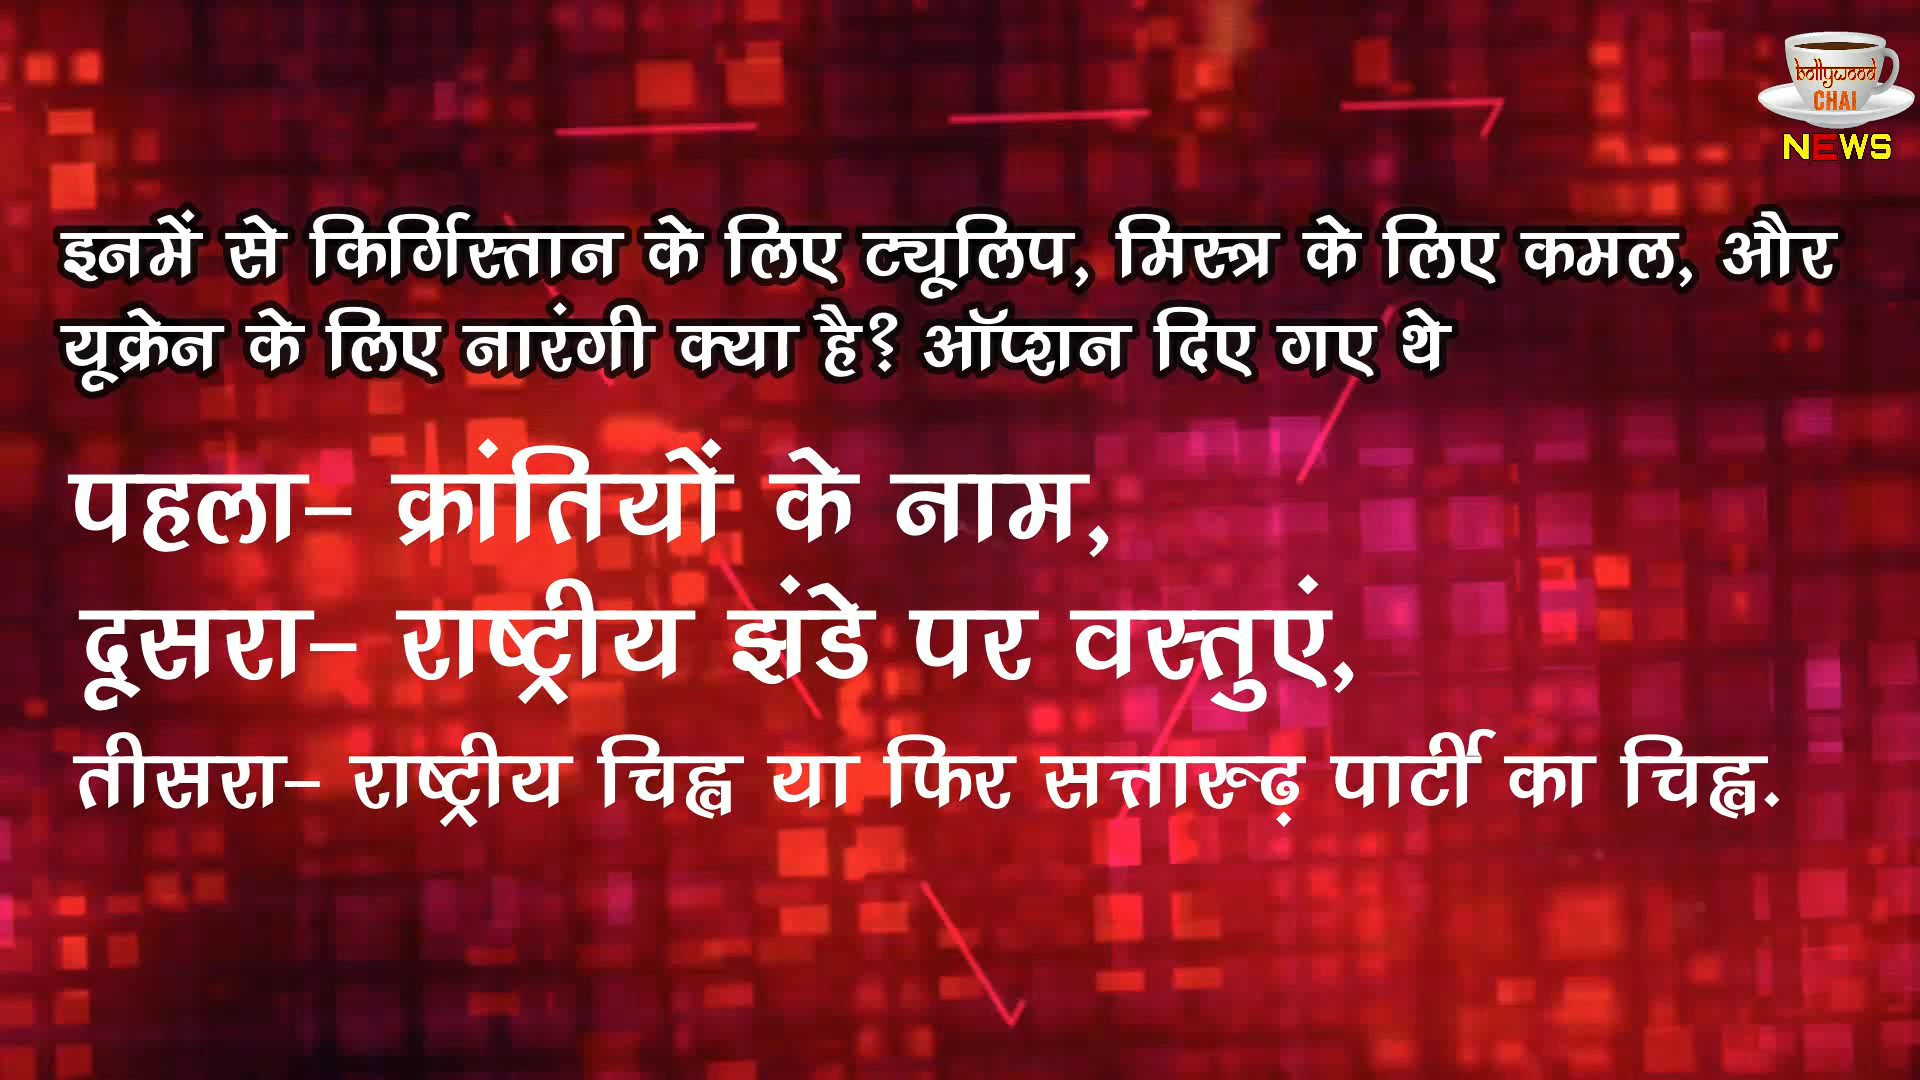 bollywood
CHAI
NEWS
इनमें से किर्गिस्तान के लिए ट्यूलिप, मिस्त्र के लिए कमल, और
यूक्रेन के लिए नारंगी क्या है? ऑप्शन दिए गए थे
पहला- क्रांतियों के नाम,
दूसरा- राष्ट्रीय झंडे पर वस्तुएं,
तीसरा- राष्ट्रीय चिह्व या फिर सत्तारूढ़ पार्टी का चिह्व.